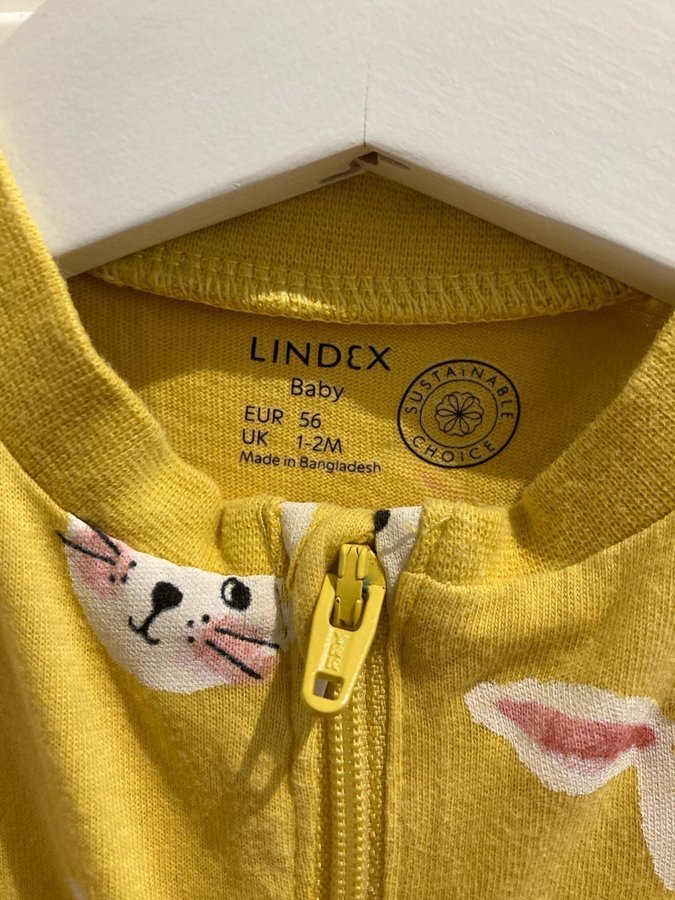 LINDEX
Baby
EUR 56
UK 1-2M
Made in Bangladesh
SUSTAINABLE
CHOICE